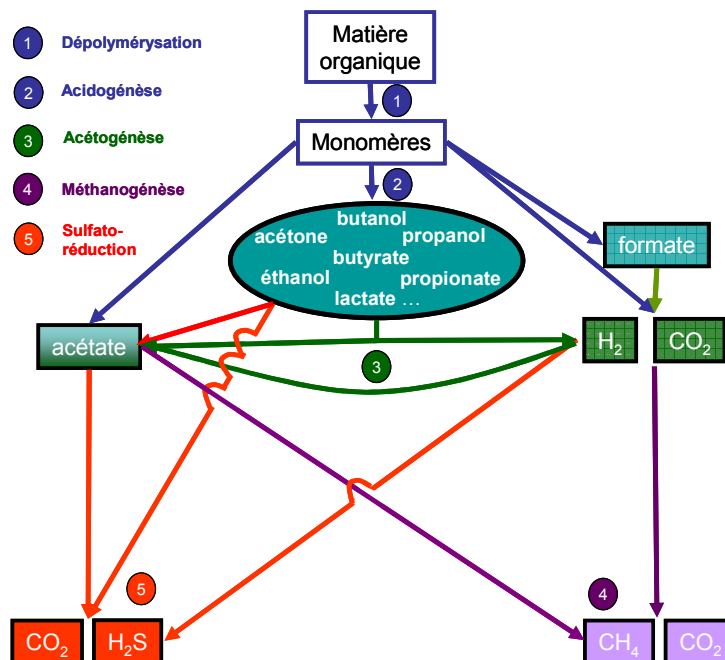 1 Dépolymérysation
2 Acidogénèse
3 Acétogénèse
4 Méthanogénèse
5 Sulfato-
réduction
Matière
organique
1
Monomères
2
butanol
acétone propanol
butyrate
éthanol propionate
lactate ...
formate
acétate
H2 CO2
3
5
4
CO2 H2S
CH4 CO2